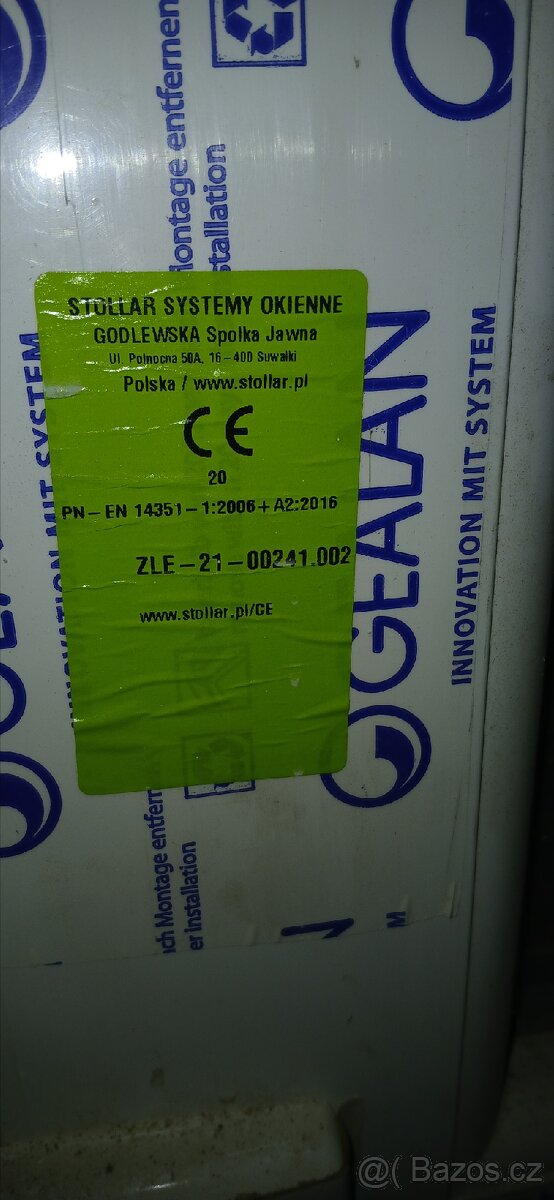 Montage entfernen
installation
STOLLAR SYSTEMY OKIENNE
GODLEWSKA Spolka Jawna
Ul. Polnocna 50A, 16-400 Suwalki
Polska / www.stollar.pl
CE
20
PN-EN 14351-1:2006+A2:2016
ZLE-21-00241.002
www.stollar.pl/CE
GEALAN
INNOVATION MIT SYSTEM
INNOVATION MIT SYSTEM
ch Montage entfern
er installation
N
M
@( Bazoš.cz